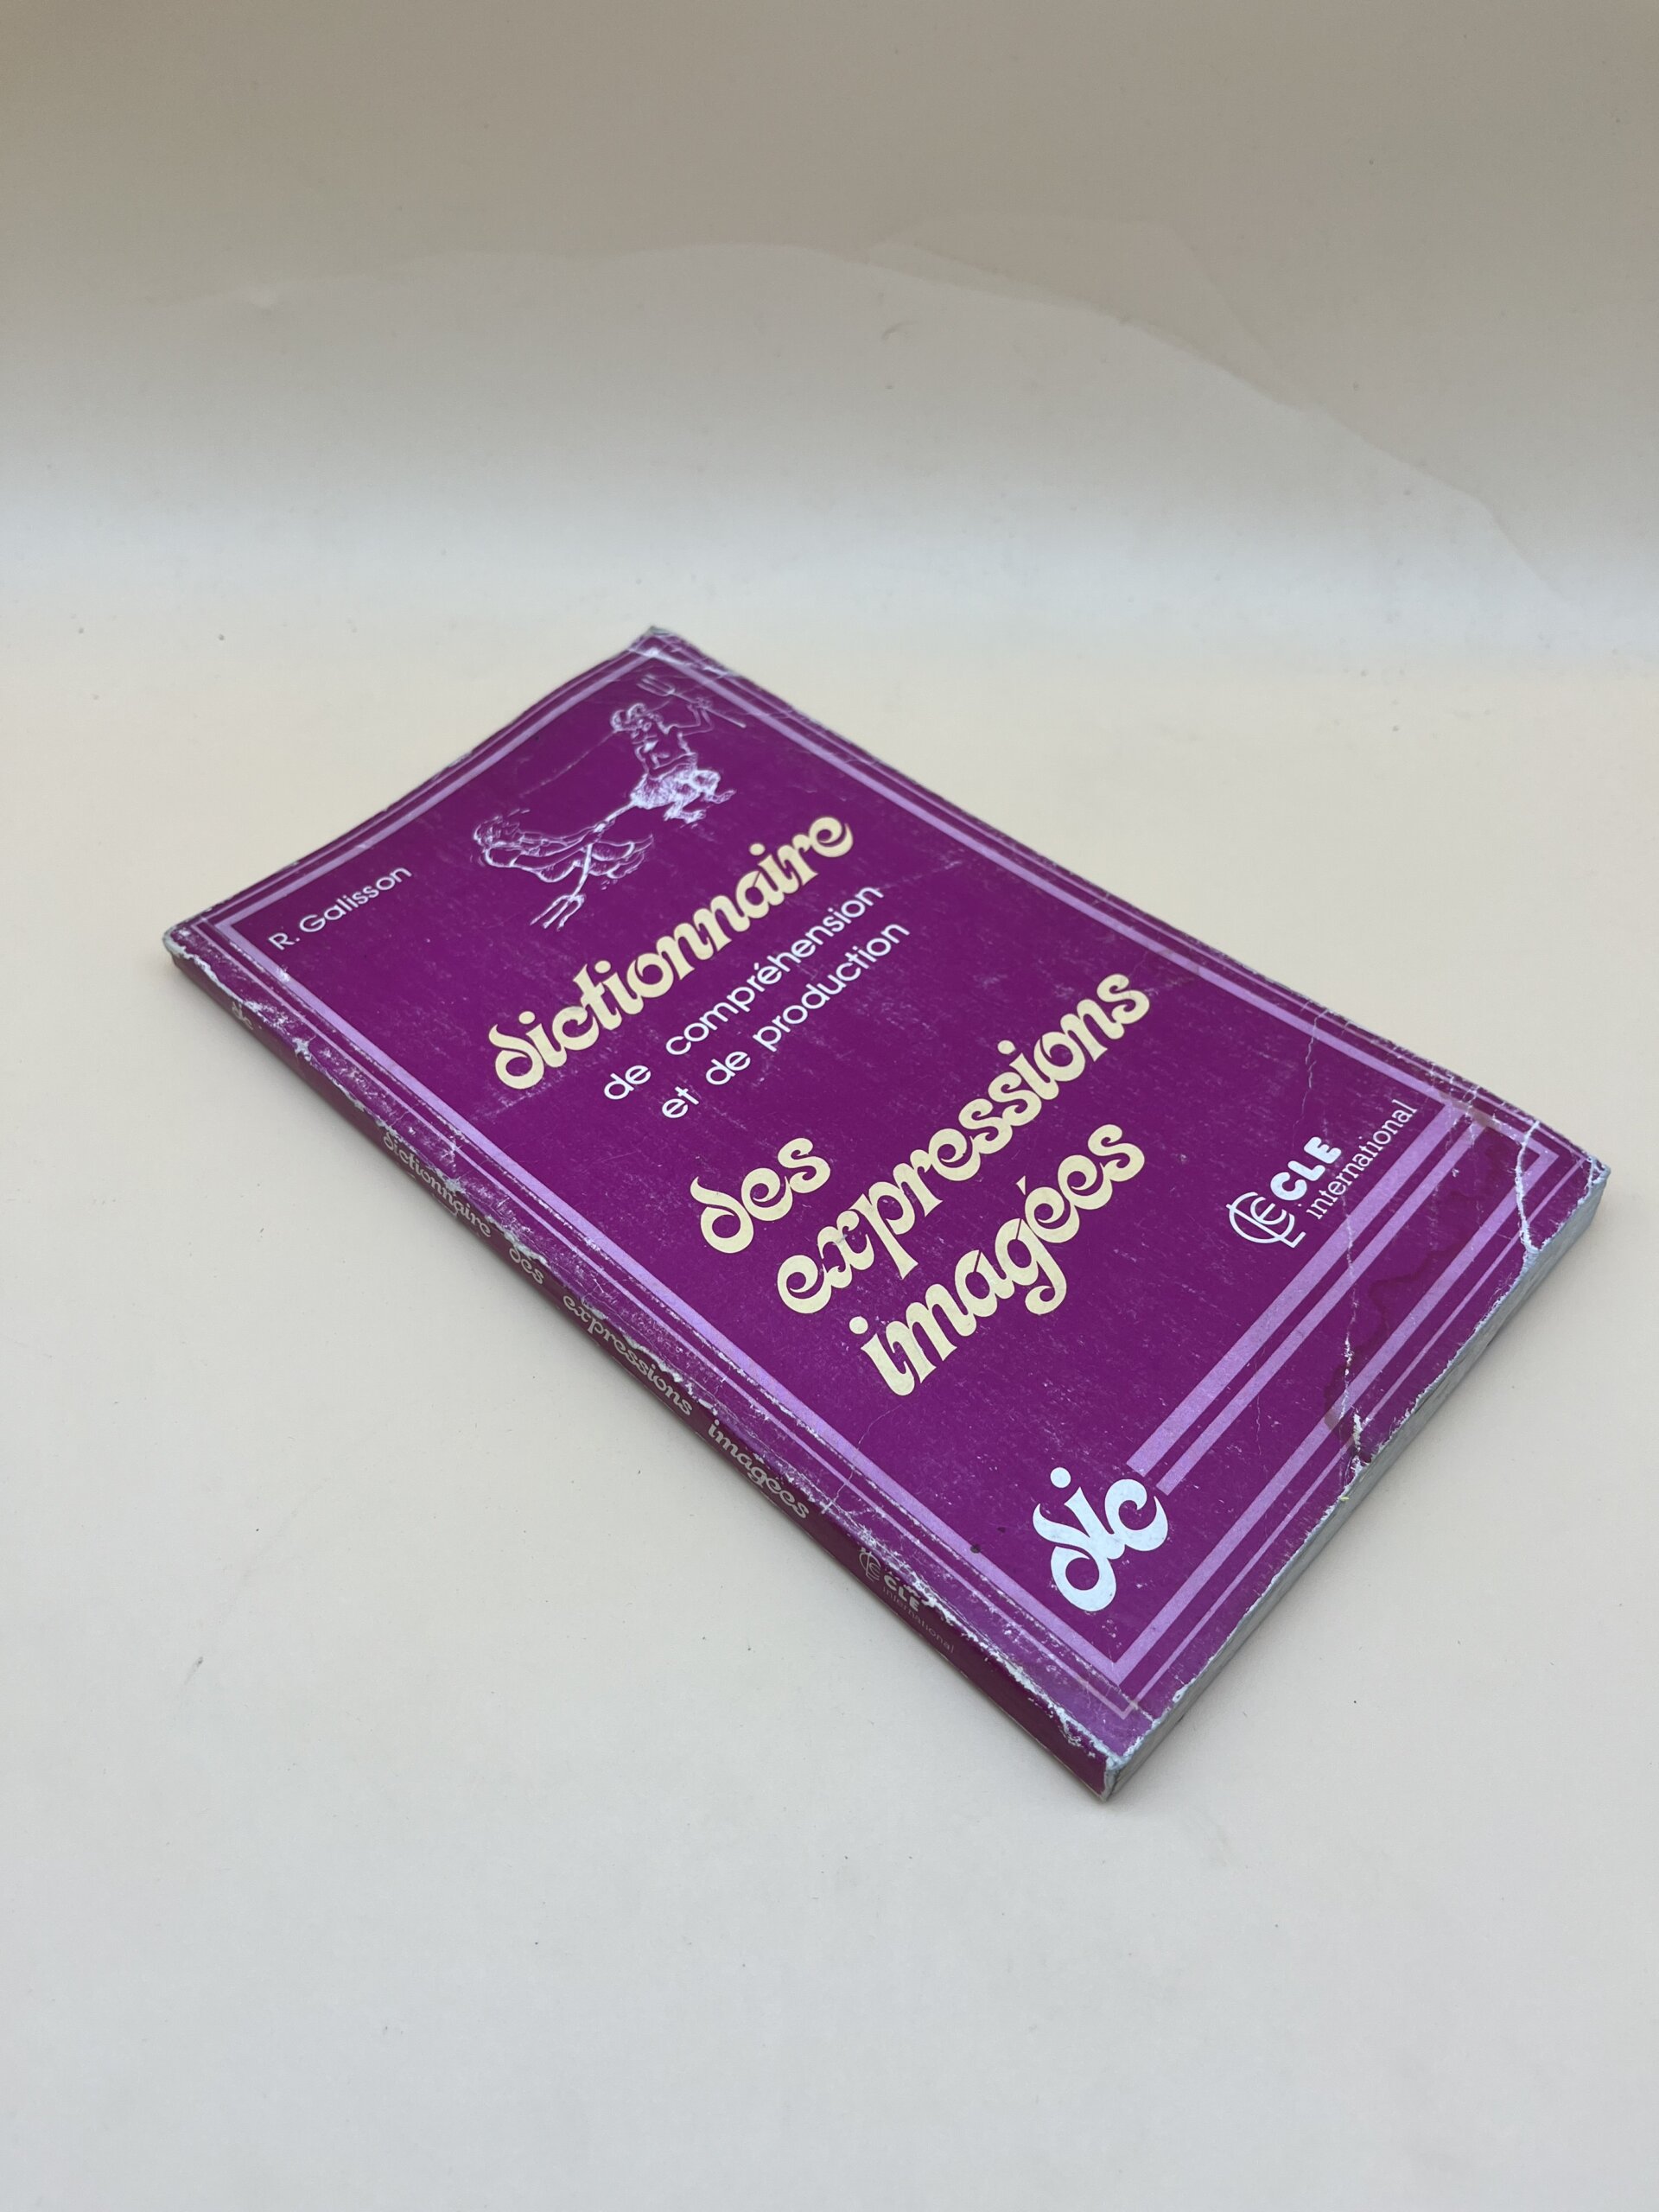 R. Galisson
dictionnaire
de compréhension
et de production
des
expressions
imagées
CLE
international
dic
dic
dictionnaire des expressions imagées
CLE
international